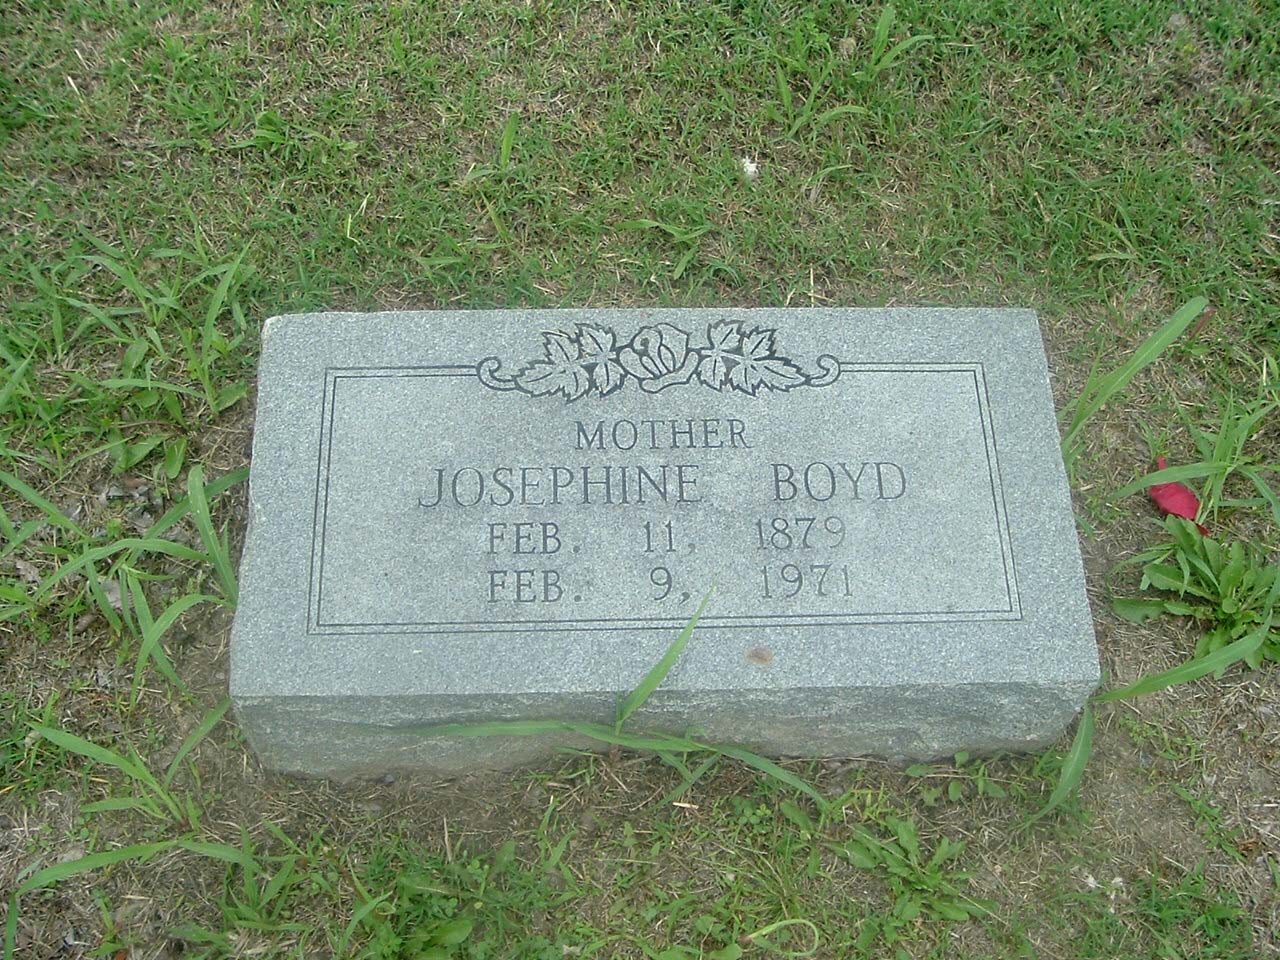 MOTHER
JOSEPHINE BOYD
FEB. 11, 1879
FEB. 9, 1971